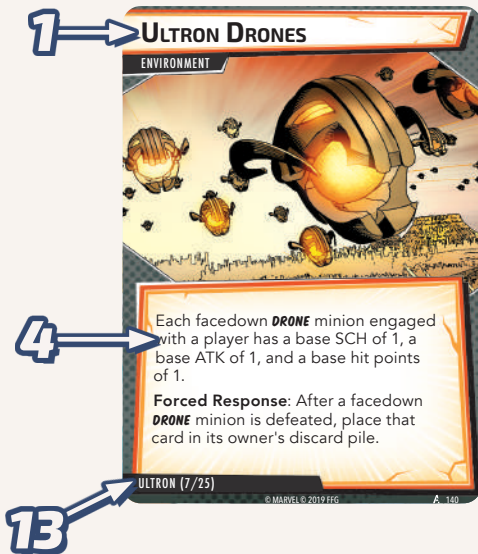 1
ULTRON DRONES
ENVIRONMENT
4
Each facedown DRONE minion engaged
with a player has a base SCH of 1, a
base ATK of 1, and a base hit points
of 1.
Forced Response: After a facedown
DRONE minion is defeated, place that
card in its owner's discard pile.
13
ULTRON (7/25)
© MARVEL © 2019 FFG
140